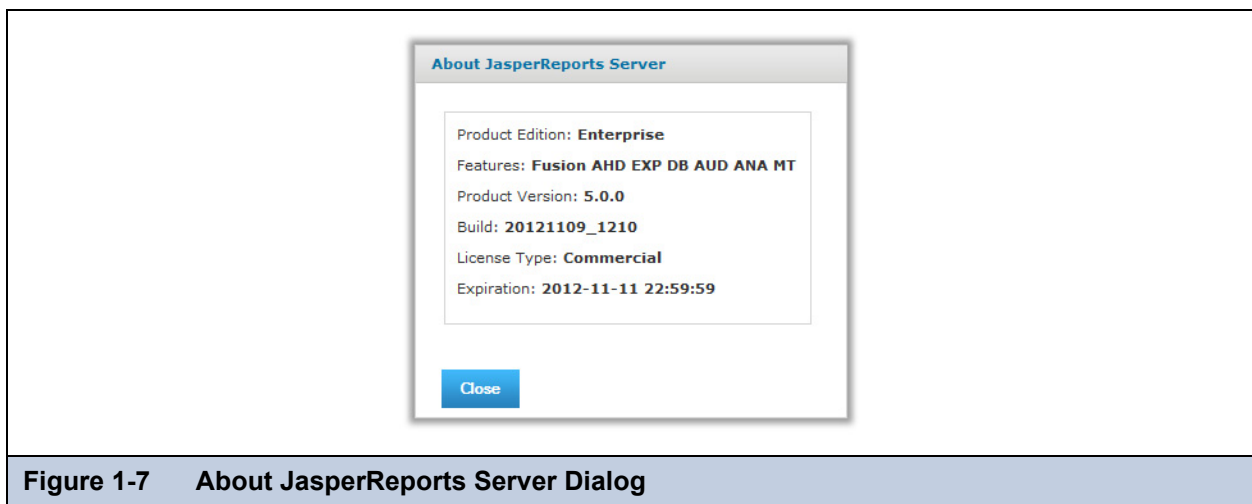 About JasperReports Server
Product Edition: Enterprise
Features: Fusion AHD EXP DB AUD ANA MT
Product Version: 5.0.0
Build: 20121109_1210
License Type: Commercial
Expiration: 2012-11-11 22:59:59
Close
Figure 1-7 About JasperReports Server Dialog